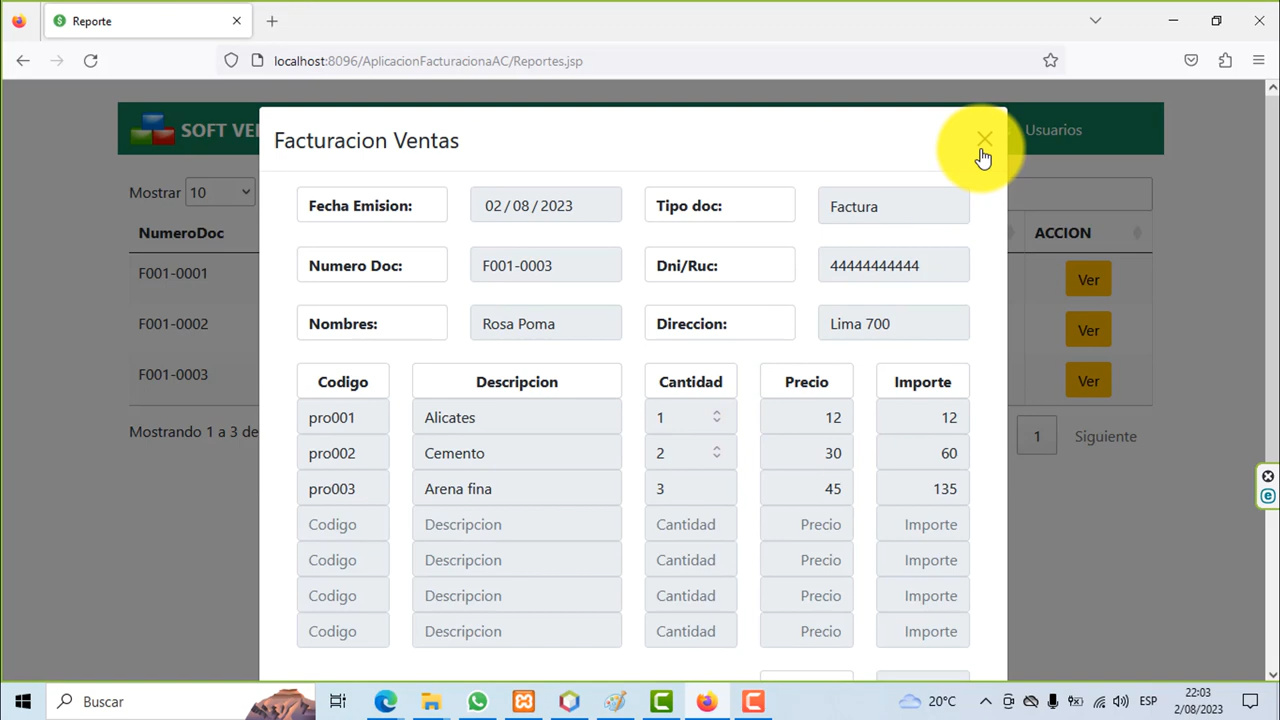 Reporte
localhost:8096/AplicacionFacturacionaAC/Reportes.jsp
SOFT VE
Usuarios
Facturacion Ventas
Mostrar 10
Fecha Emision: 02/08/2023 Tipo doc: Factura
NumeroDoc
ACCION
Numero Doc: F001-0003 Dni/Ruc: 44444444444
F001-0001
Ver
Nombres: Rosa Poma Direccion: Lima 700
F001-0002
Ver
F001-0003
Ver
Codigo Descripcion Cantidad Precio Importe
pro001 Alicates 1 12 12
Mostrando 1 a 3 de
1 Siguiente
pro002 Cemento 2 30 60
pro003 Arena fina 3 45 135
Codigo Descripcion Cantidad Precio Importe
Codigo Descripcion Cantidad Precio Importe
Codigo Descripcion Cantidad Precio Importe
Codigo Descripcion Cantidad Precio Importe
Buscar
20°C
ESP
22:03
2/08/2023